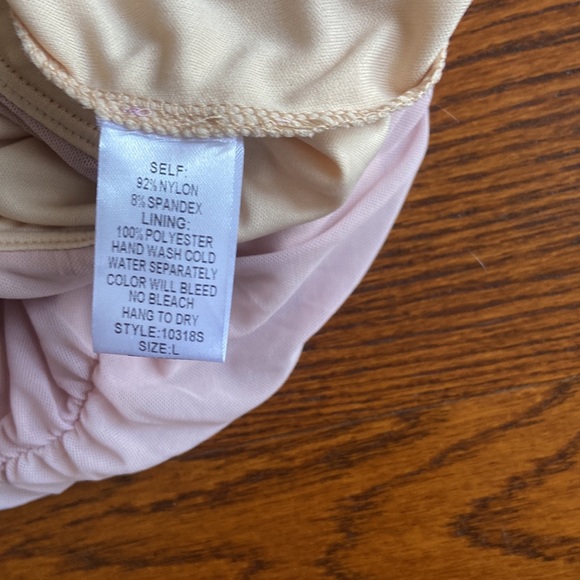 SELF:
92% NYLON
8% SPANDEX
LINING:
100% POLYESTER
HAND WASH COLD
WATER SEPARATELY
COLOR WILL BLEED
NO BLEACH
HANG TO DRY
STYLE:10318S
SIZE:L